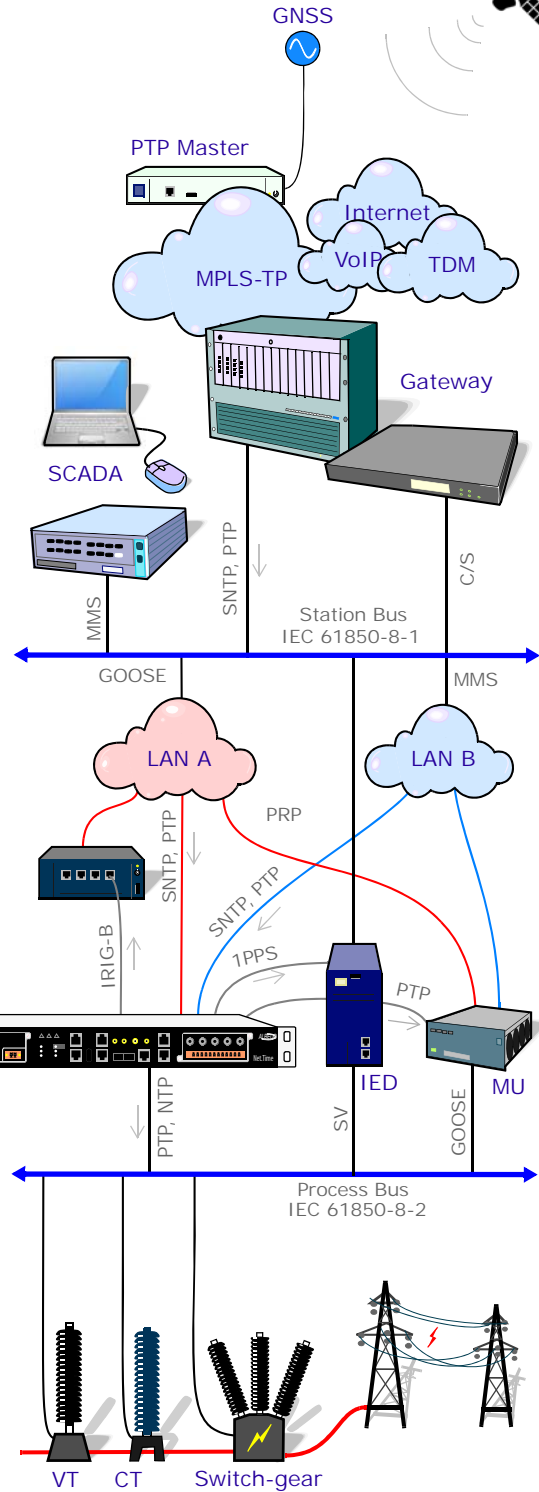 GNSS
PTP Master
Internet
VoIP
TDM
MPLS-TP
Gateway
SCADA
SNTP, PTP
C/S
MMS
Station Bus
IEC 61850-8-1
GOOSE
MMS
LAN A
LAN B
PRP
SNTP, PTP
SNTP, PTP
IRIG-B
1PPS
PTP
Net.Time
IED
MU
PTP, NTP
SV
GOOSE
Process Bus
IEC 61850-8-2
VT
CT
Switch-gear